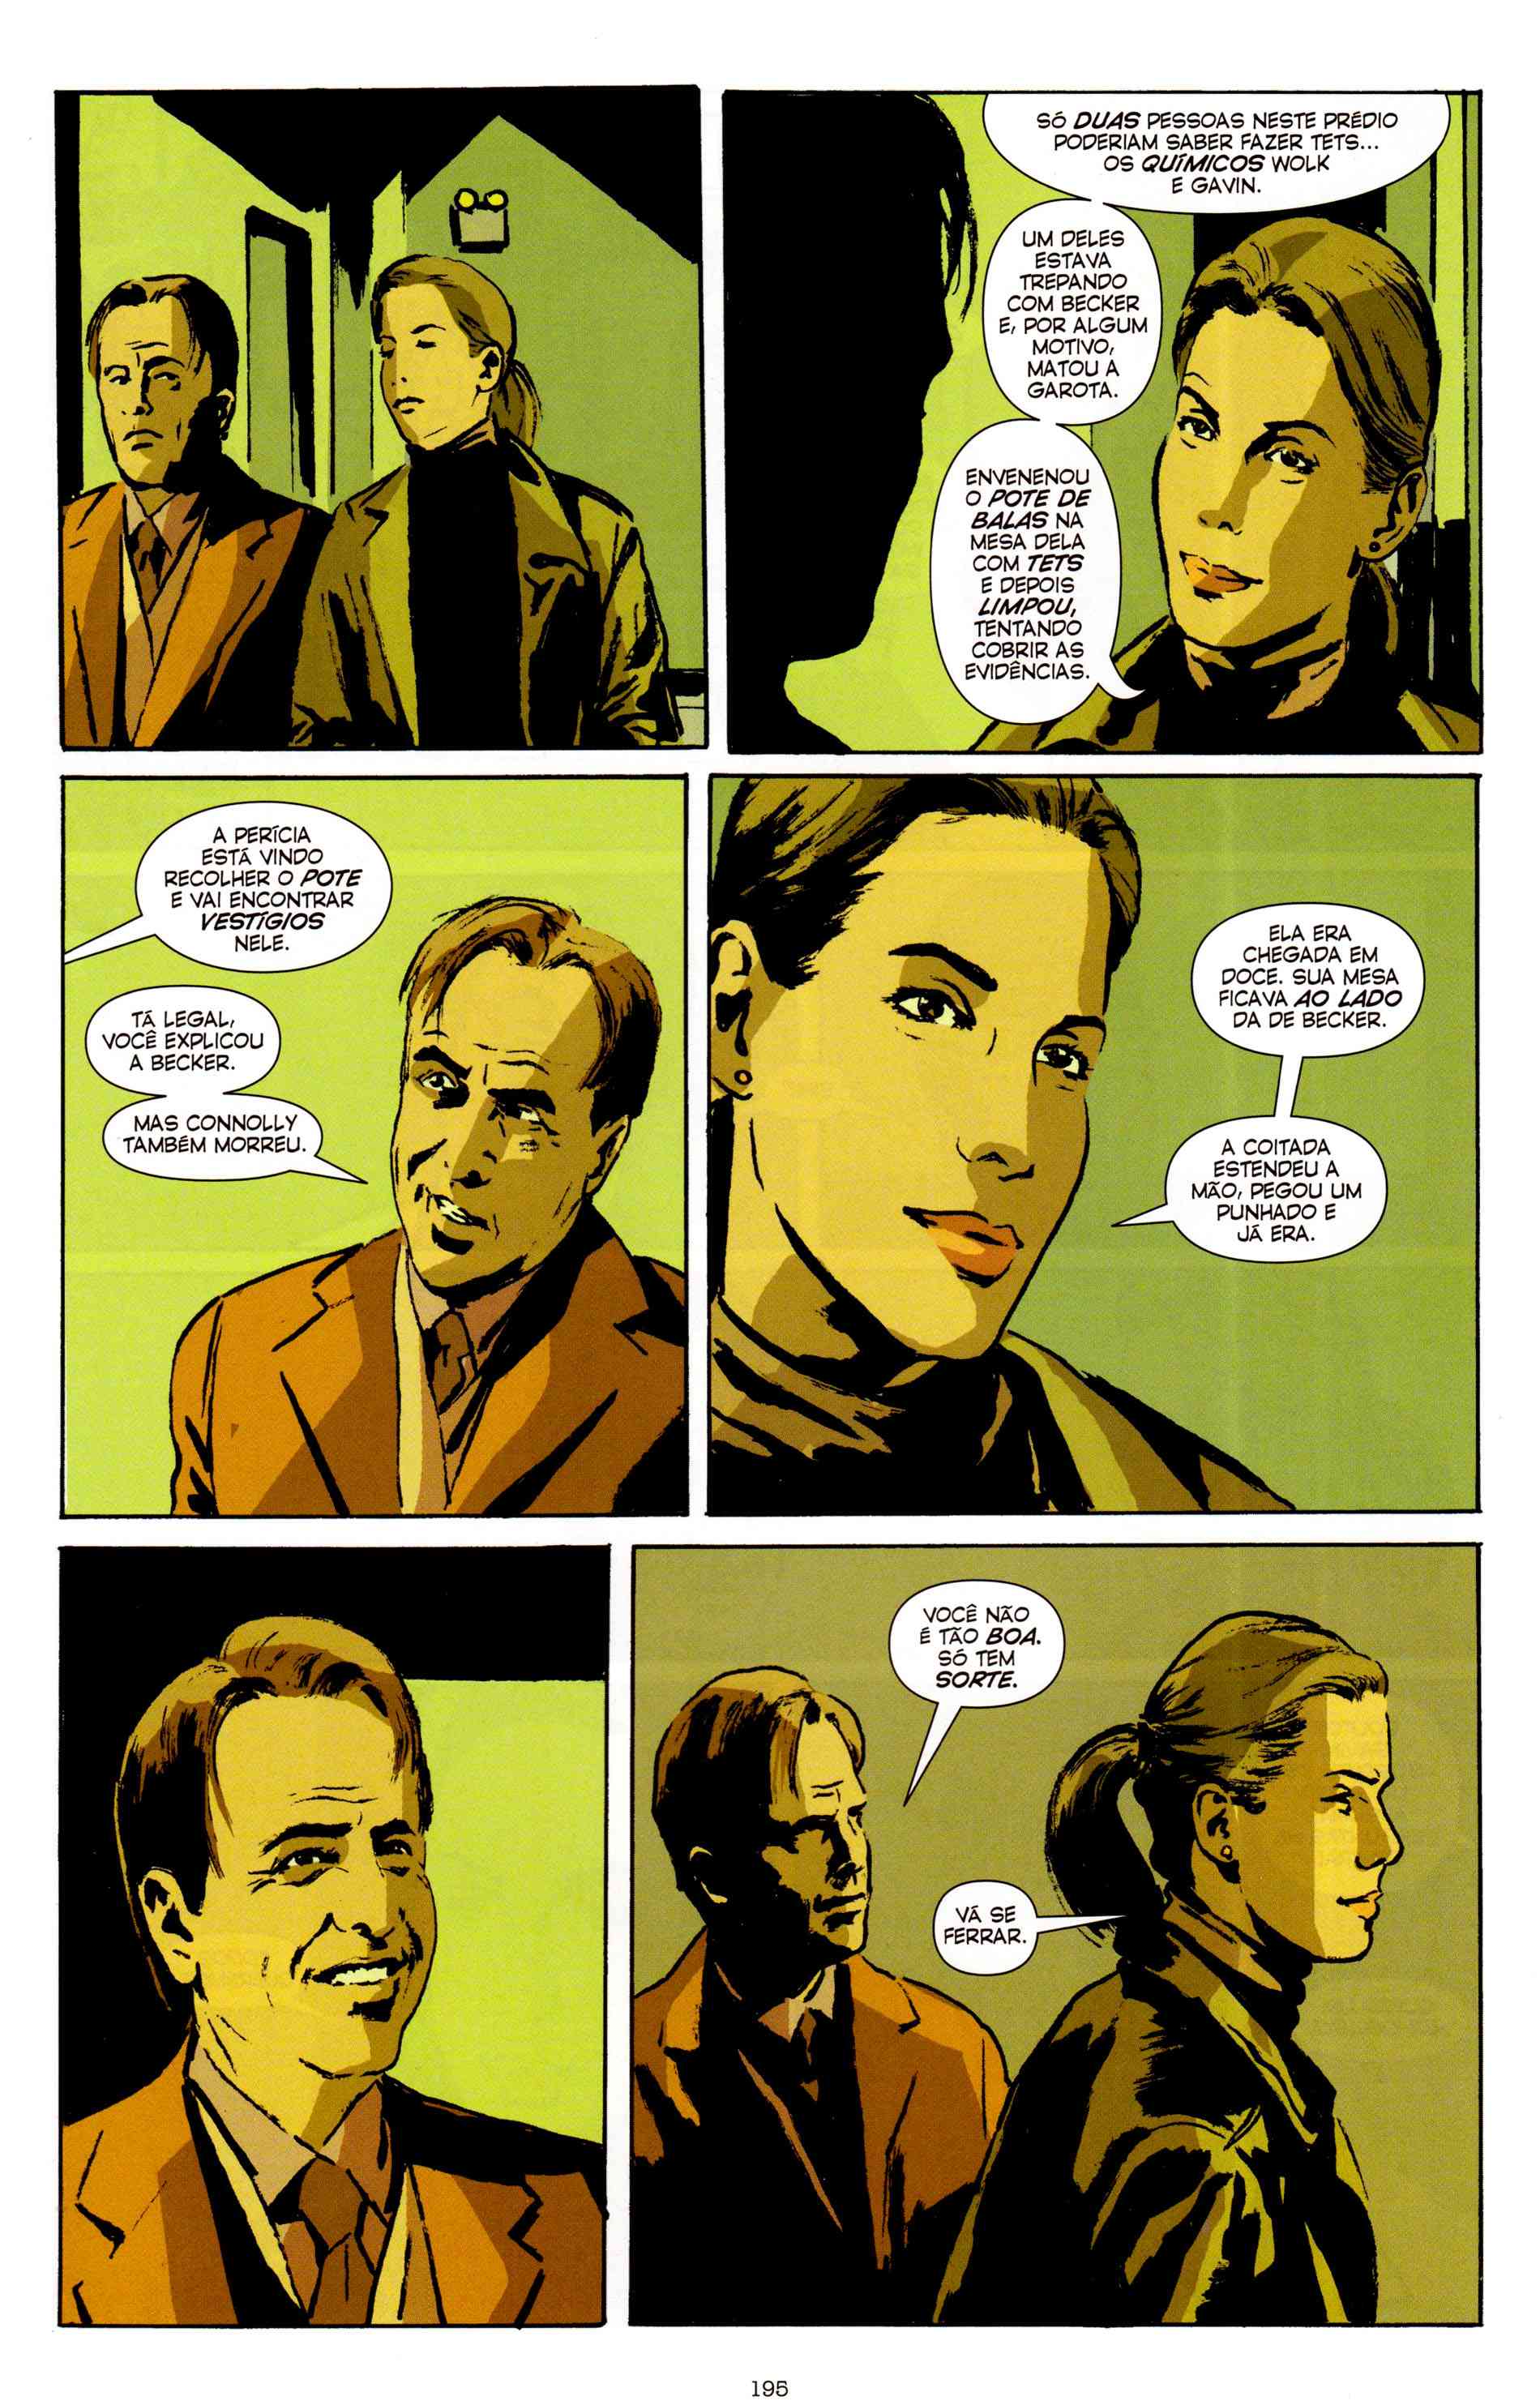 SÓ DUAS PESSOAS NESTE PRÉDIO
PODERIAM SABER FAZER TETS...
OS QUÍMICOS WOLK
E GAVIN.
UM DELES
ESTAVA
TREPANDO
COM BECKER
E, POR ALGUM
MOTIVO,
MATOU A
GAROTA.
ENVENENOU
O POTE DE
BALAS NA
MESA DELA
COM TETS
E DEPOIS
LIMPOU,
TENTANDO
COBRIR AS
EVIDÊNCIAS.
A PERÍCIA
ESTÁ VINDO
RECOLHER O POTE
E VAI ENCONTRAR
VESTÍGIOS
NELE.
TÁ LEGAL,
VOCÊ EXPLICOU
A BECKER.
MAS CONNOLLY
TAMBÉM MORREU.
ELA ERA
CHEGADA EM
DOCE. SUA MESA
FICAVA AO LADO
DA DE BECKER.
A COITADA
ESTENDEU A
MÃO, PEGOU UM
PUNHADO E
JÁ ERA.
VOCÊ NÃO
É TÃO BOA.
SÓ TEM
SORTE.
VÁ SE
FERRAR.
195